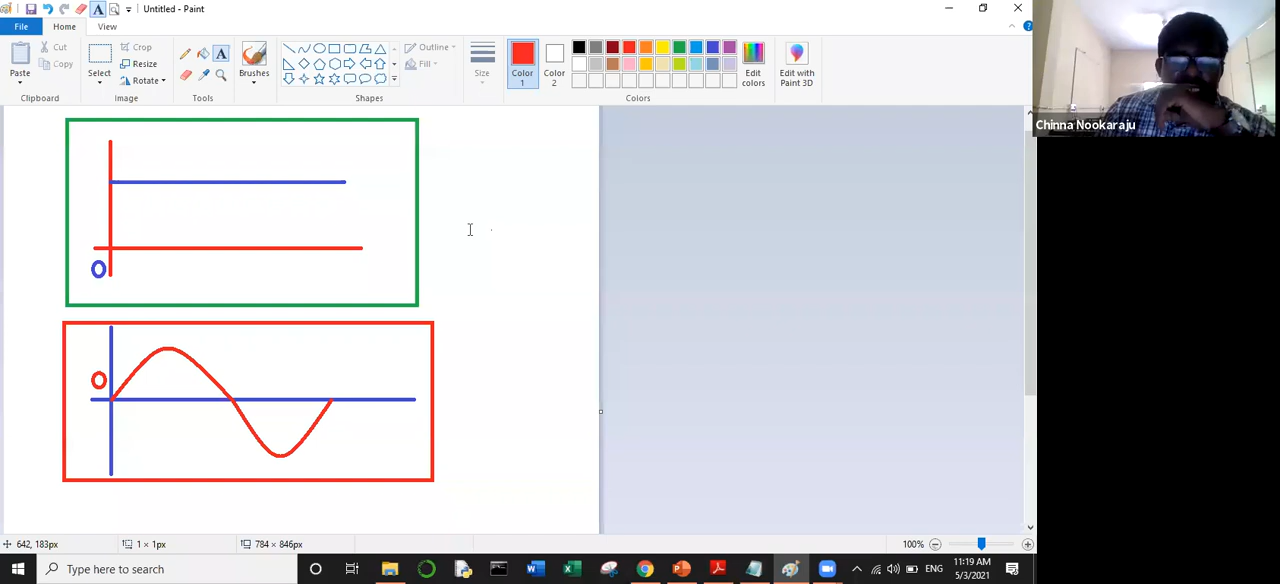 Untitled - Paint
File
Home
View
Paste
Cut
Copy
Clipboard
Select
Crop
Resize
Rotate
Image
A
Tools
Brushes
Outline
Fill
Shapes
Size
Color
1
Color
2
Edit
colors
Colors
Edit with
Paint 3D
Chinna Nookaraju
O
O
642, 183px
1 × 1px
784 × 846px
100%
Type here to search
ENG
11:19 AM
5/3/2021